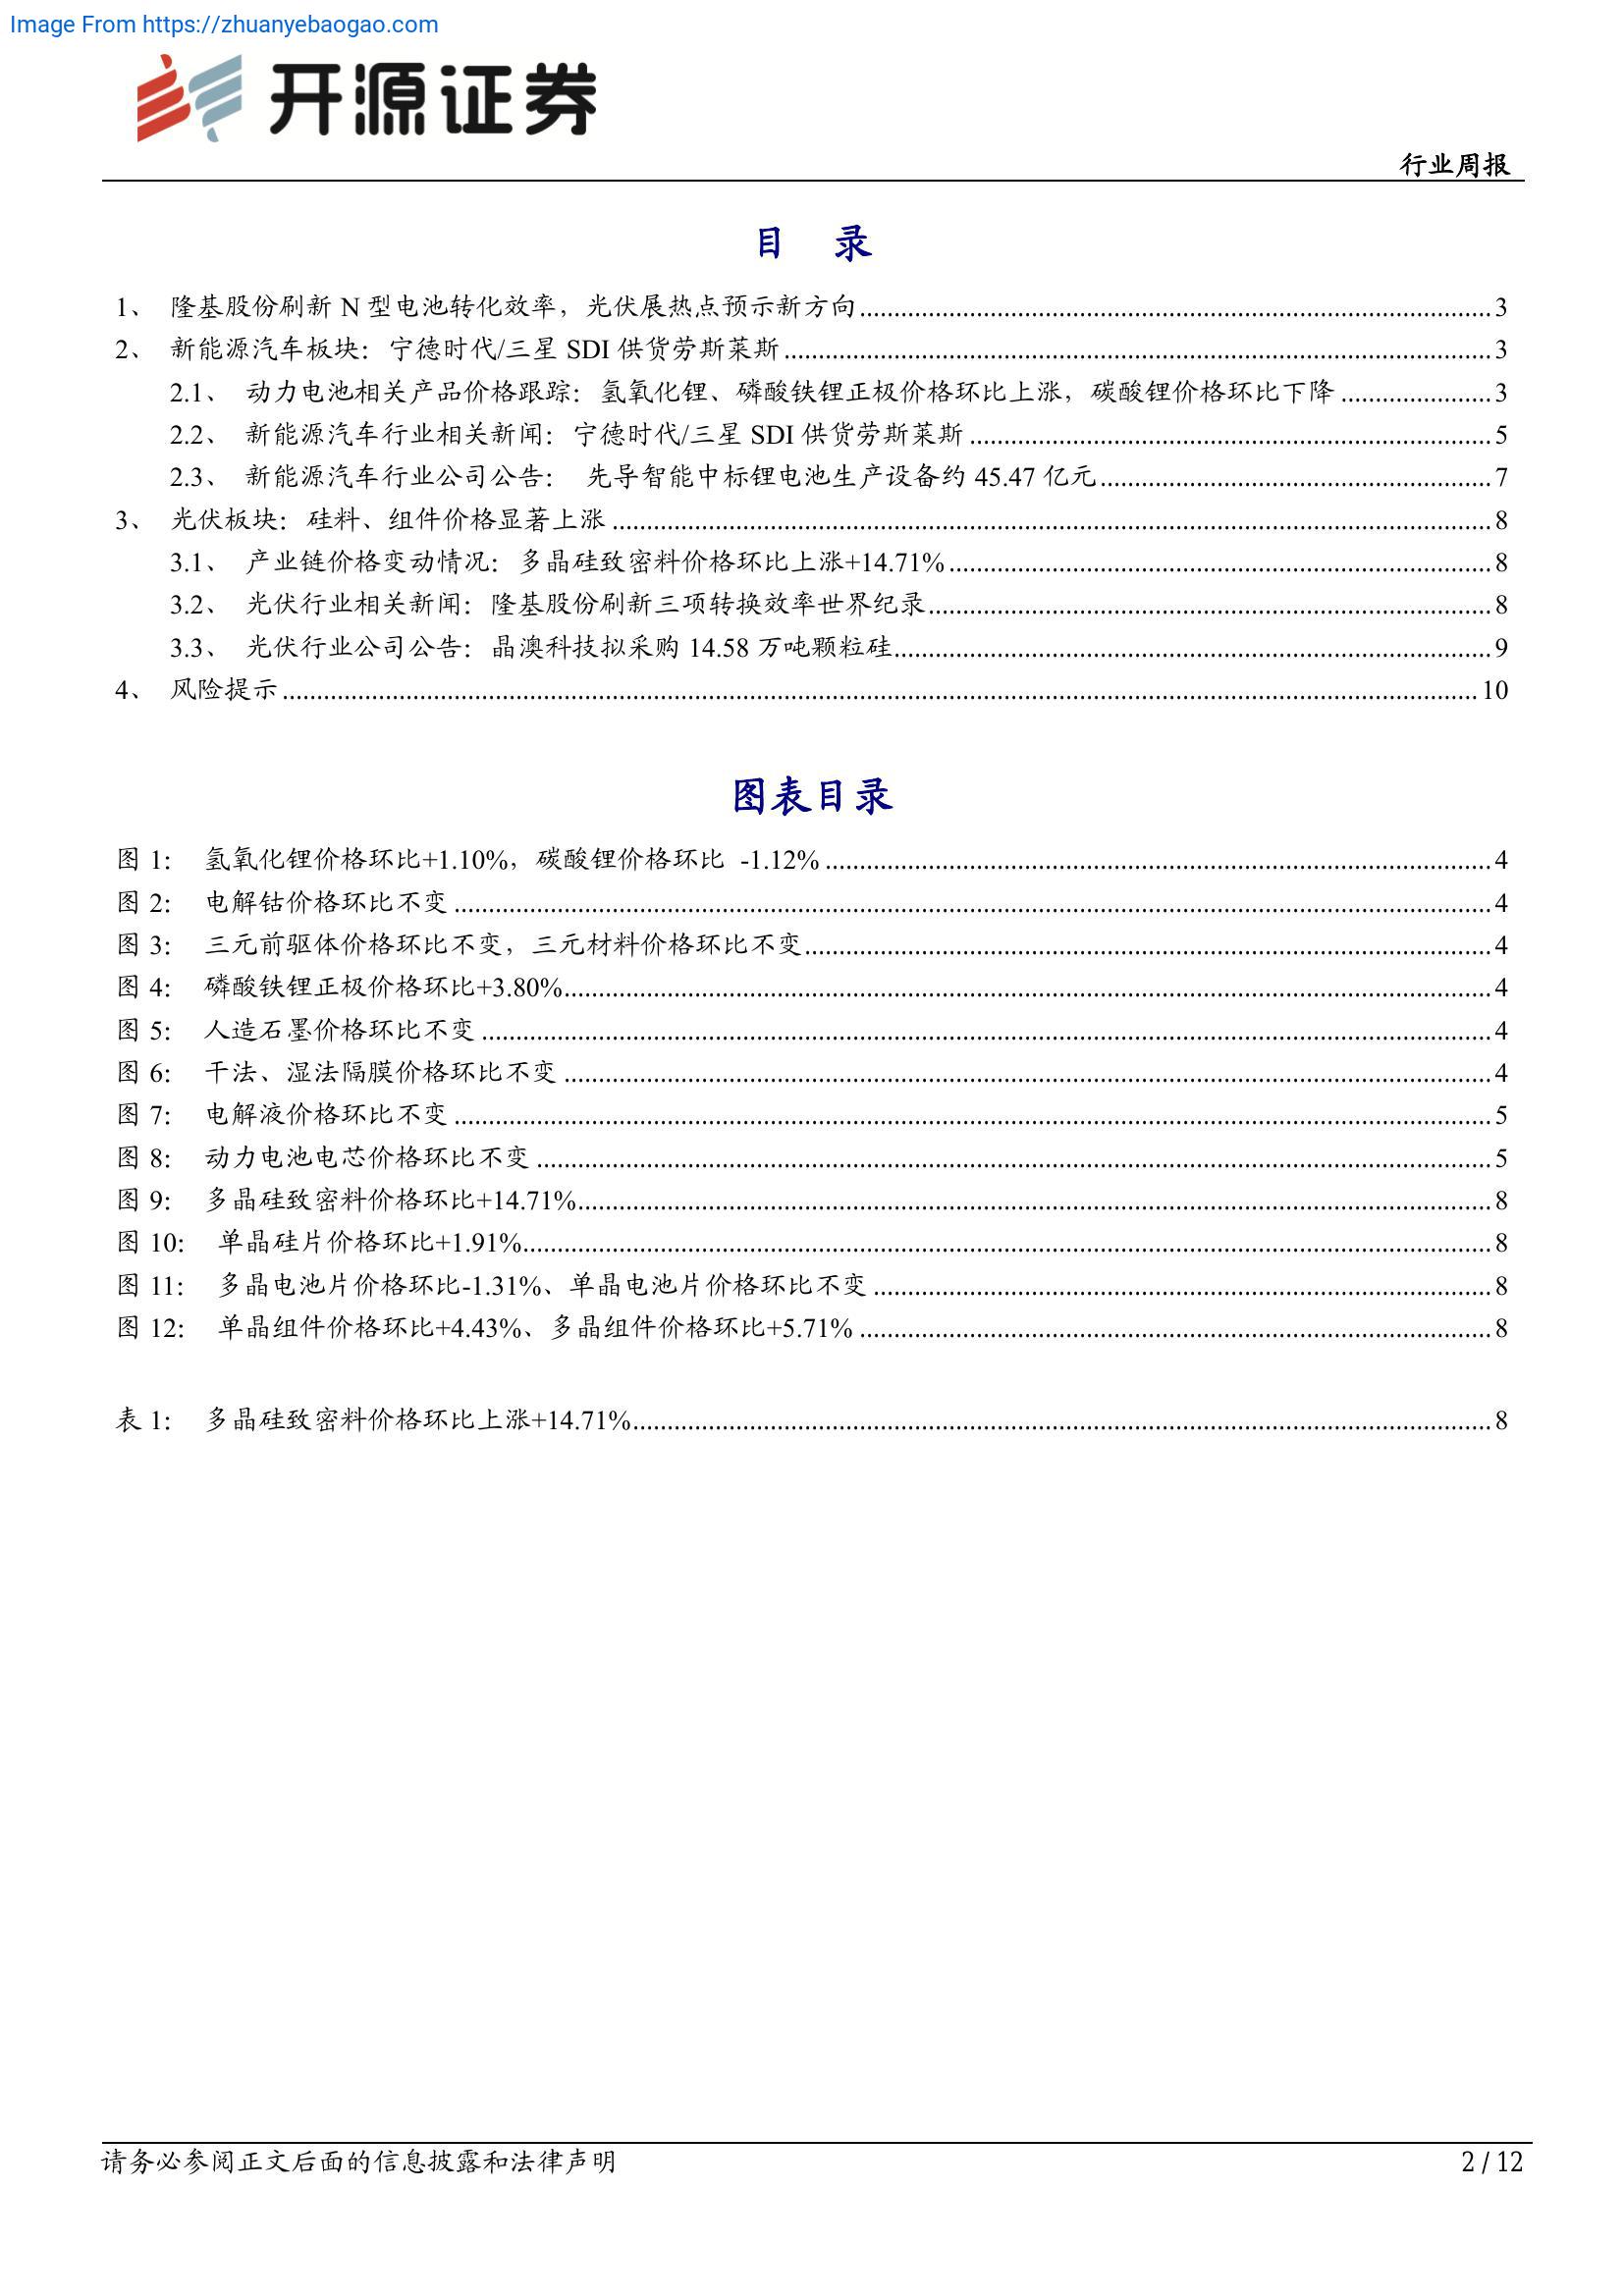 Image From https://zhuanyebaogao.com
开源证券
行业周报
目 录
1、 隆基股份刷新 N 型电池转化效率，光伏展热点预示新方向 3
2、 新能源汽车板块：宁德时代/三星 SDI 供货劳斯莱斯 3
2.1、 动力电池相关产品价格跟踪：氢氧化锂、磷酸铁锂正极价格环比上涨，碳酸锂价格环比下降 3
2.2、 新能源汽车行业相关新闻：宁德时代/三星 SDI 供货劳斯莱斯 5
2.3、 新能源汽车行业公司公告： 先导智能中标锂电池生产设备约 45.47 亿元 7
3、 光伏板块：硅料、组件价格显著上涨 8
3.1、 产业链价格变动情况：多晶硅致密料价格环比上涨+14.71% 8
3.2、 光伏行业相关新闻：隆基股份刷新三项转换效率世界纪录 8
3.3、 光伏行业公司公告：晶澳科技拟采购 14.58 万吨颗粒硅 9
4、 风险提示 10
图表目录
图 1： 氢氧化锂价格环比+1.10%，碳酸锂价格环比 -1.12% 4
图 2： 电解钴价格环比不变 4
图 3： 三元前驱体价格环比不变，三元材料价格环比不变 4
图 4： 磷酸铁锂正极价格环比+3.80% 4
图 5： 人造石墨价格环比不变 4
图 6： 干法、湿法隔膜价格环比不变 4
图 7： 电解液价格环比不变 5
图 8： 动力电池电芯价格环比不变 5
图 9： 多晶硅致密料价格环比+14.71% 8
图 10： 单晶硅片价格环比+1.91% 8
图 11： 多晶电池片价格环比-1.31%、单晶电池片价格环比不变 8
图 12： 单晶组件价格环比+4.43%、多晶组件价格环比+5.71% 8
表 1： 多晶硅致密料价格环比上涨+14.71% 8
请务必参阅正文后面的信息披露和法律声明 2 / 12